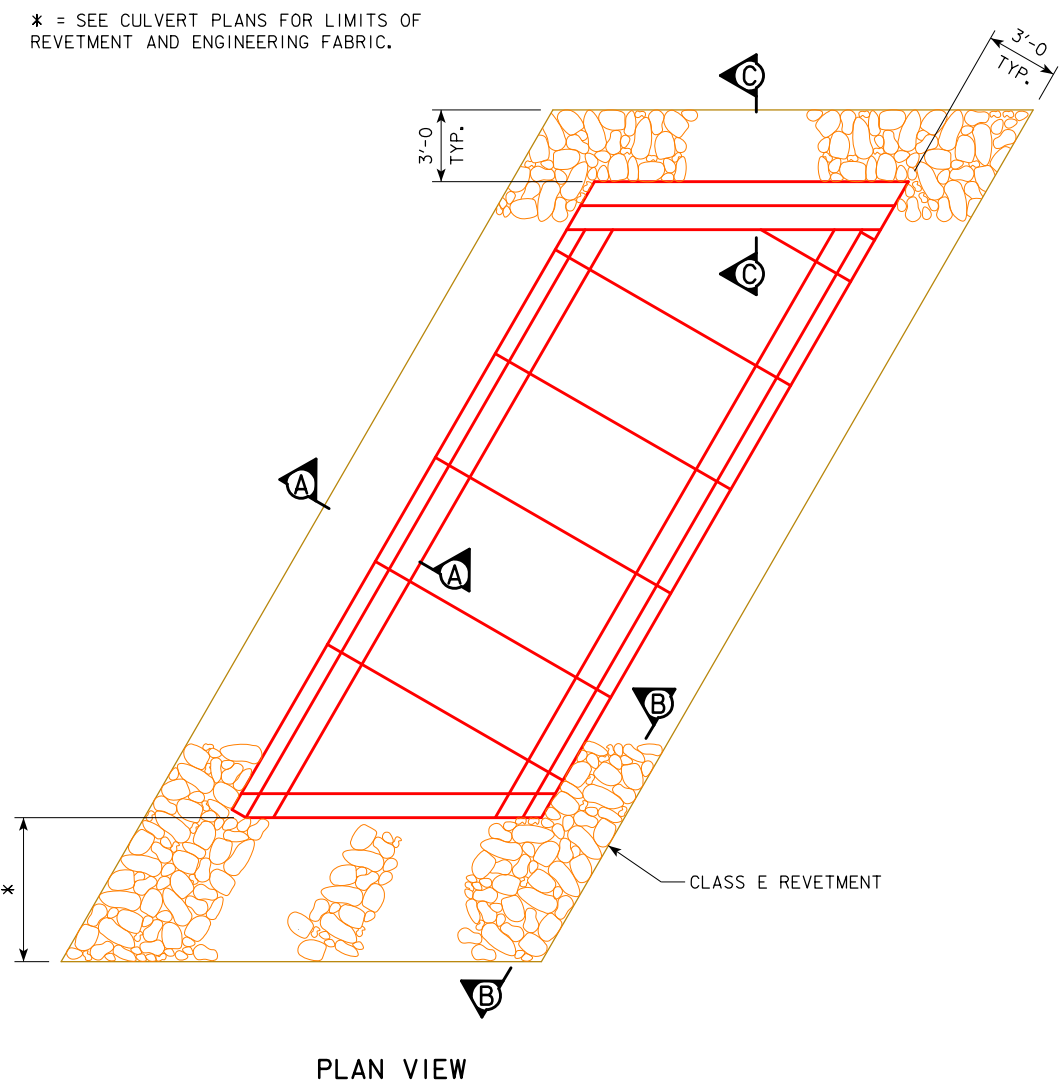 * = SEE CULVERT PLANS FOR LIMITS OF
REVETMENT AND ENGINEERING FABRIC.
3'-0
TYP.
C
3'-0
TYP.
C
A
A
B
*
CLASS E REVETMENT
B
PLAN VIEW